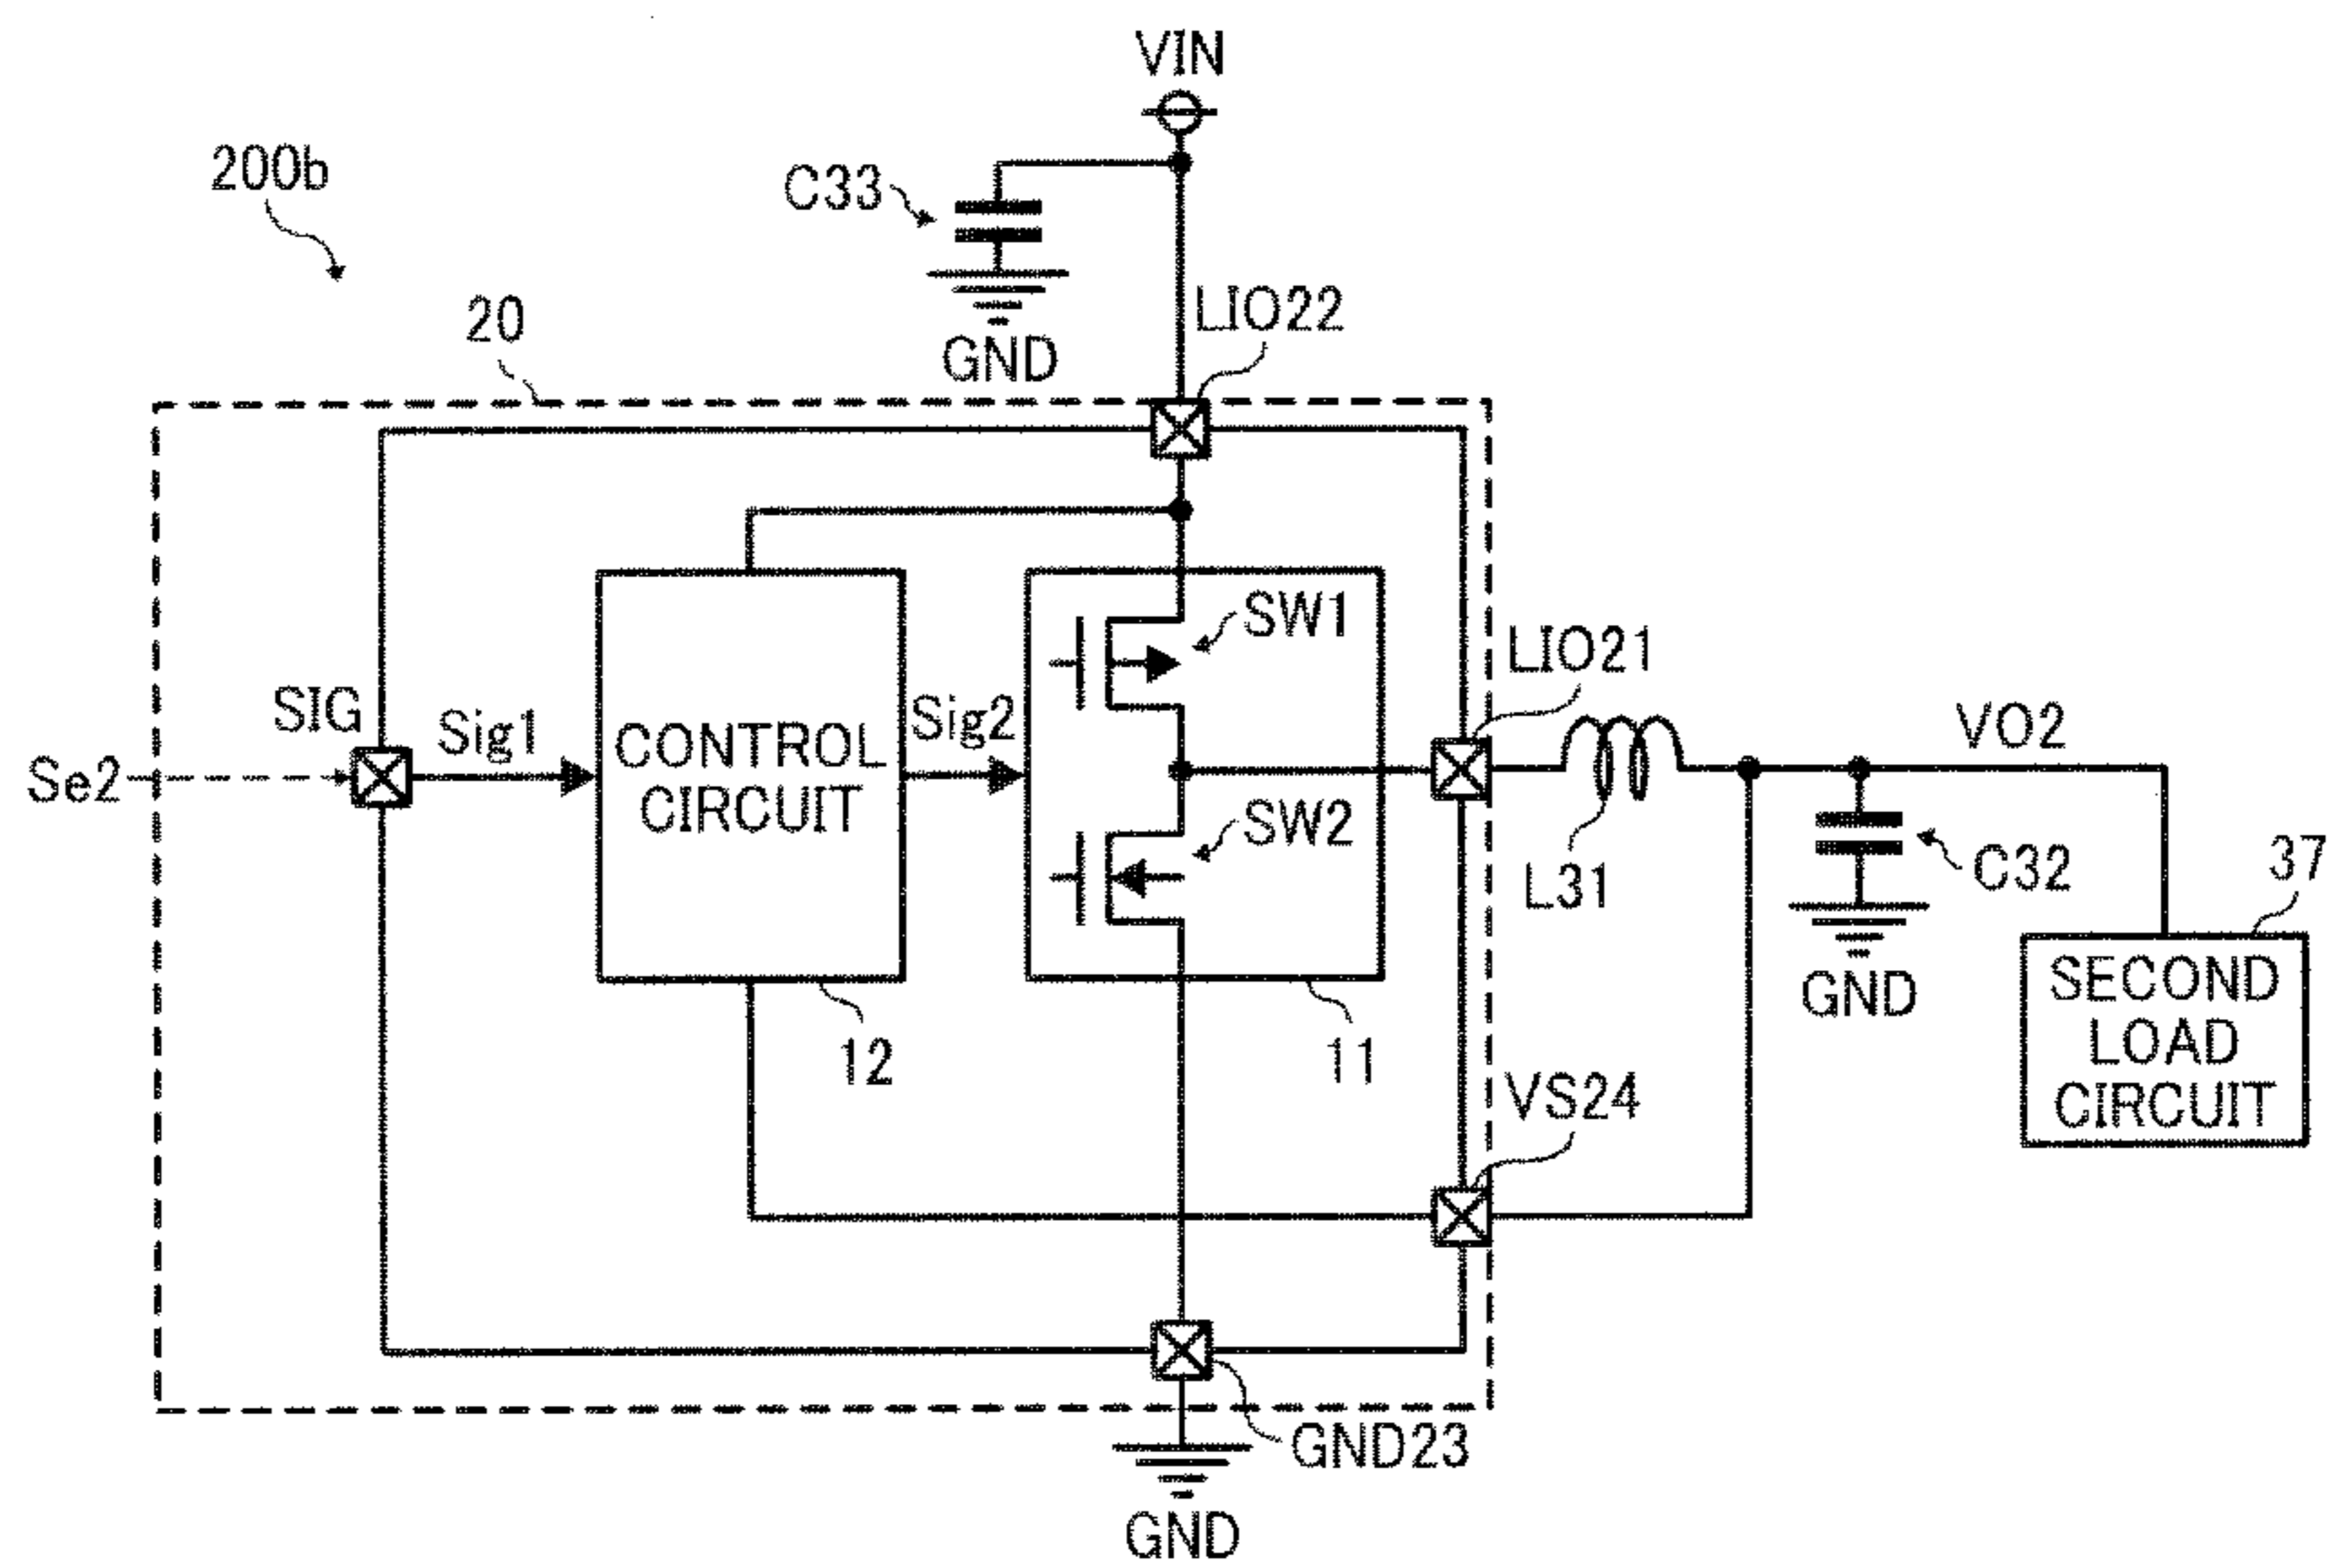 VIN
200b
C33
LIO22
20
GND
SW1
LIO21
SIG
Sig1
Sig2
VO2
CONTROL
CIRCUIT
Se2
SW2
L31
C32
37
GND
SECOND
LOAD
CIRCUIT
12
11
VS24
GND23
GND